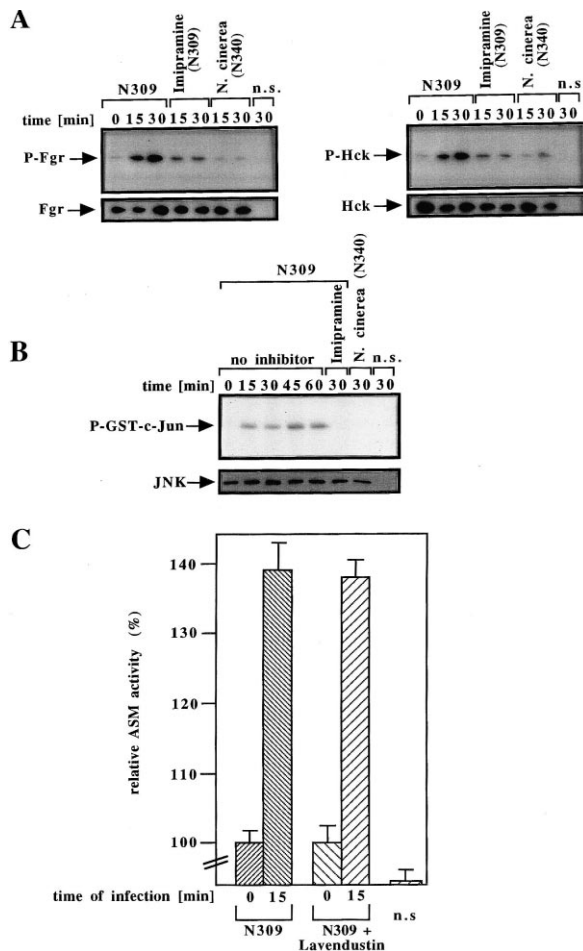 A
N309
Imipramine (N309)
N. cinerea (N340)
n.s.
time [min] 0 15 30 15 30 15 30 30
P-Fgr
Fgr
N309
Imipramine (N309)
N. cinerea (N340)
n.s.
time [min] 0 15 30 15 30 15 30 30
P-Hck
Hck
B
N309
no inhibitor
Imipramine
N. cinerea (N340)
n.s.
time [min] 0 15 30 45 60 30 30 30
P-GST-c-Jun
JNK
C
relative ASM activity (%)
140
130
120
110
100
time of infection [min] 0 15 0 15
N309
N309 + Lavendustin
n.s